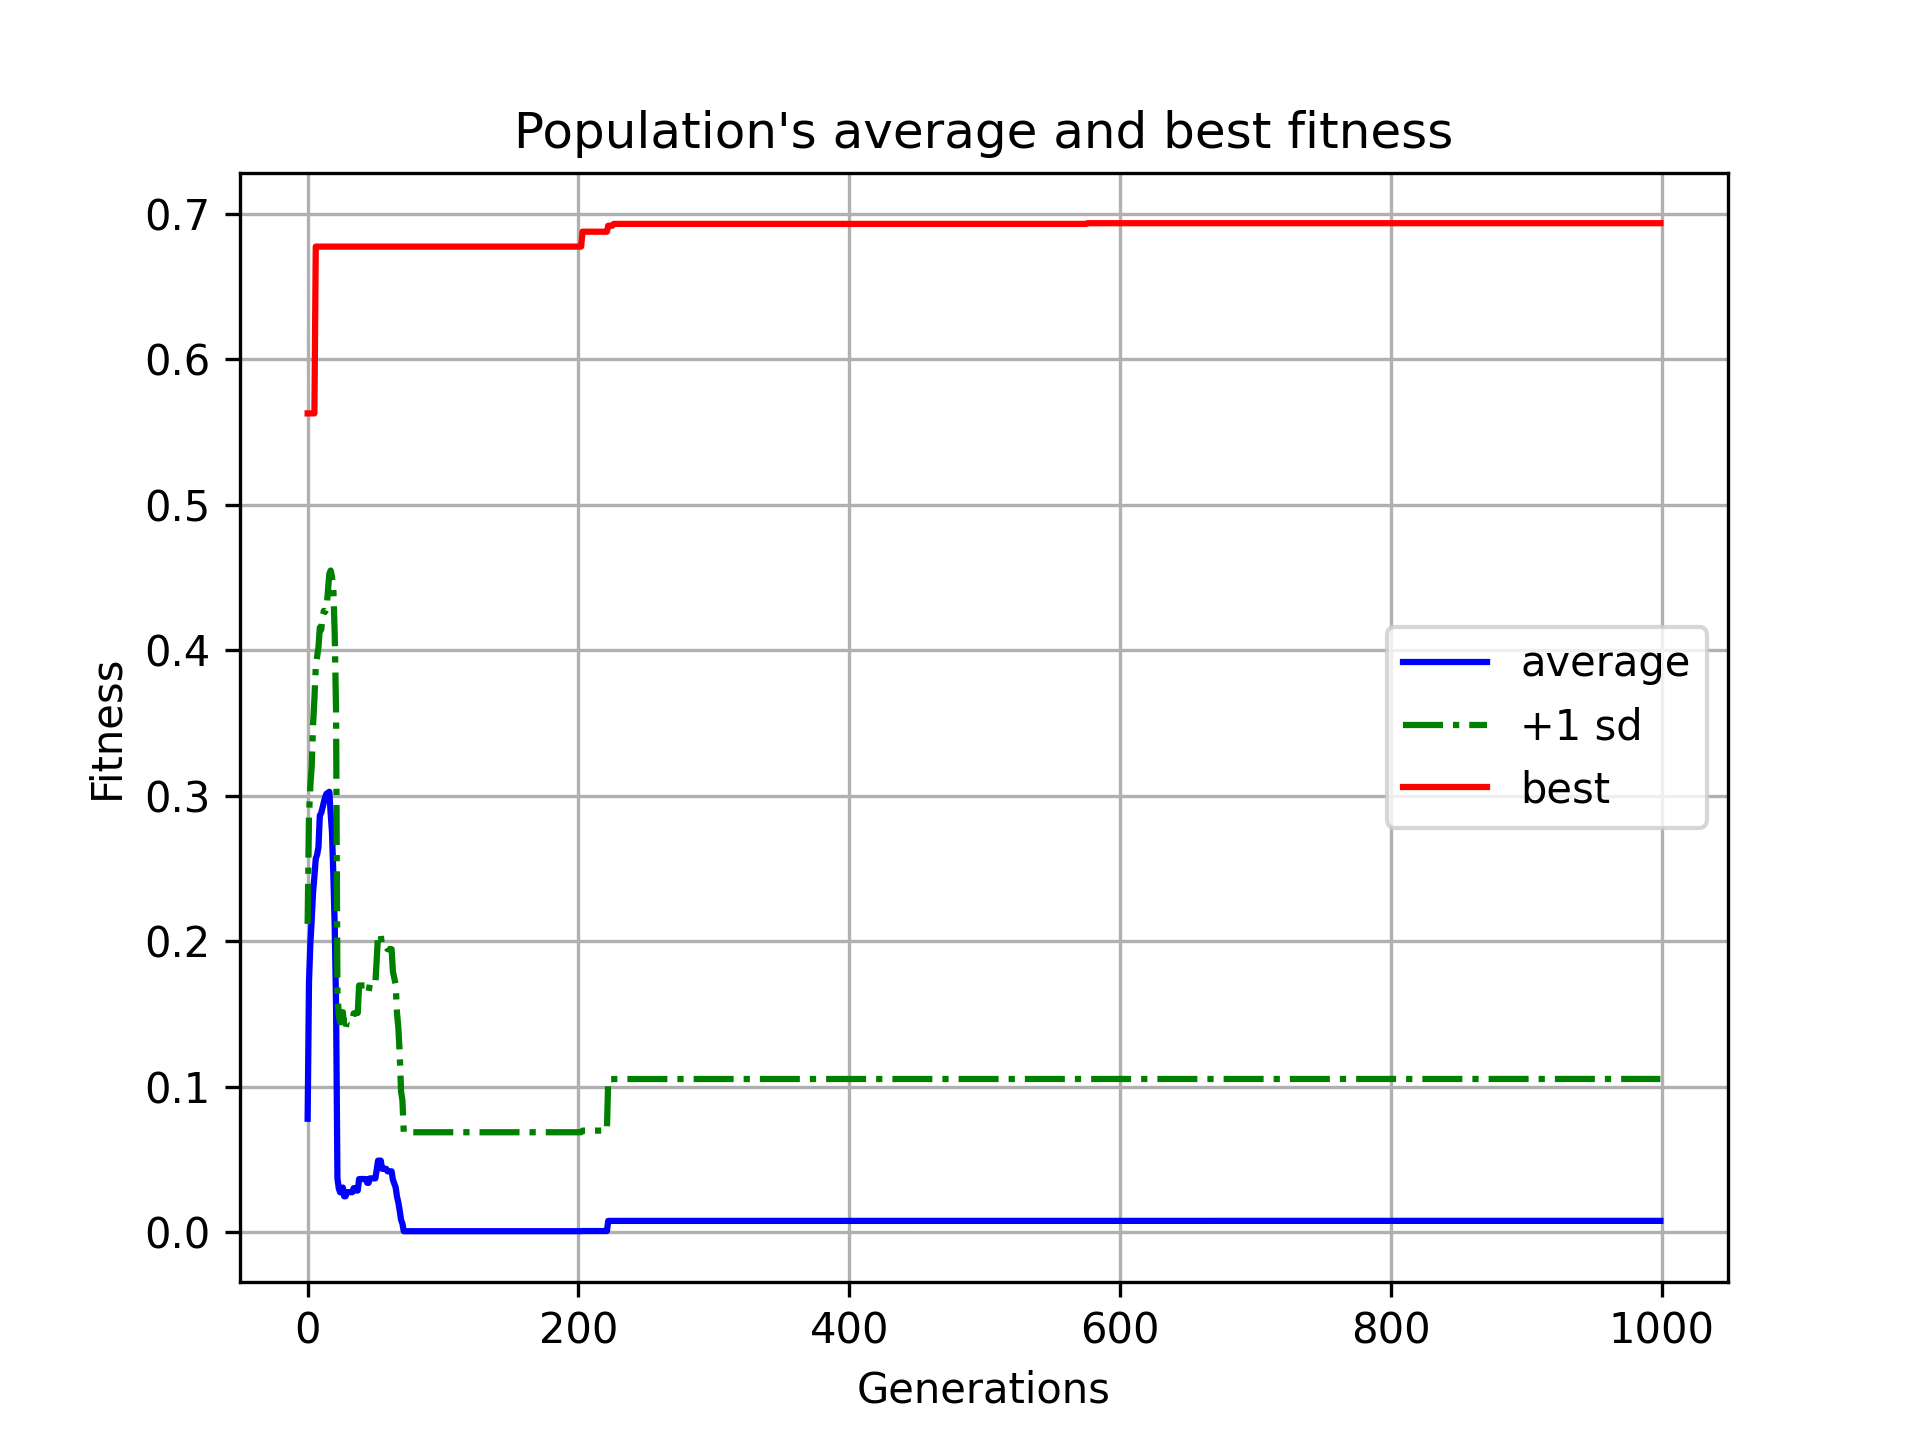 Population's average and best fitness
0.7
0.6
0.5
0.4
0.3
0.2
0.1
0.0
Fitness
average
+1 sd
best
0 200 400 600 800 1000
Generations